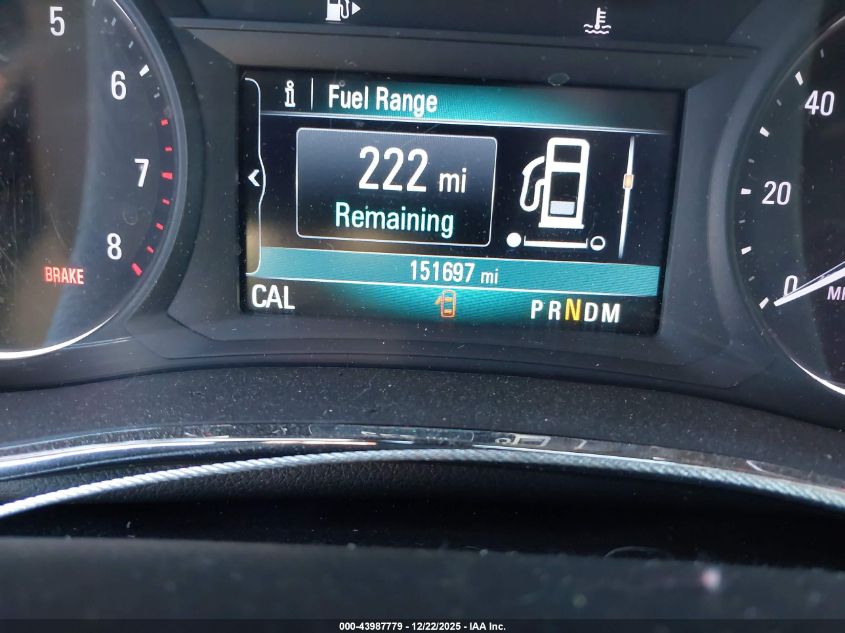 5
6
7
8
BRAKE
i | Fuel Range
222 mi
Remaining
151697 mi
CAL
PRNDM
40
20
0
000-43987779 - 12/22/2025 - IAA Inc.